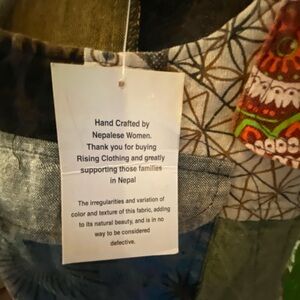 Hand Crafted by
Nepalese Women.
Thank you for buying
Rising Clothing and greatly
supporting those families
in Nepal
The irregularities and variation of
color and texture of this fabric, adding
to its natural beauty, and is in no
way to be considered
defective.